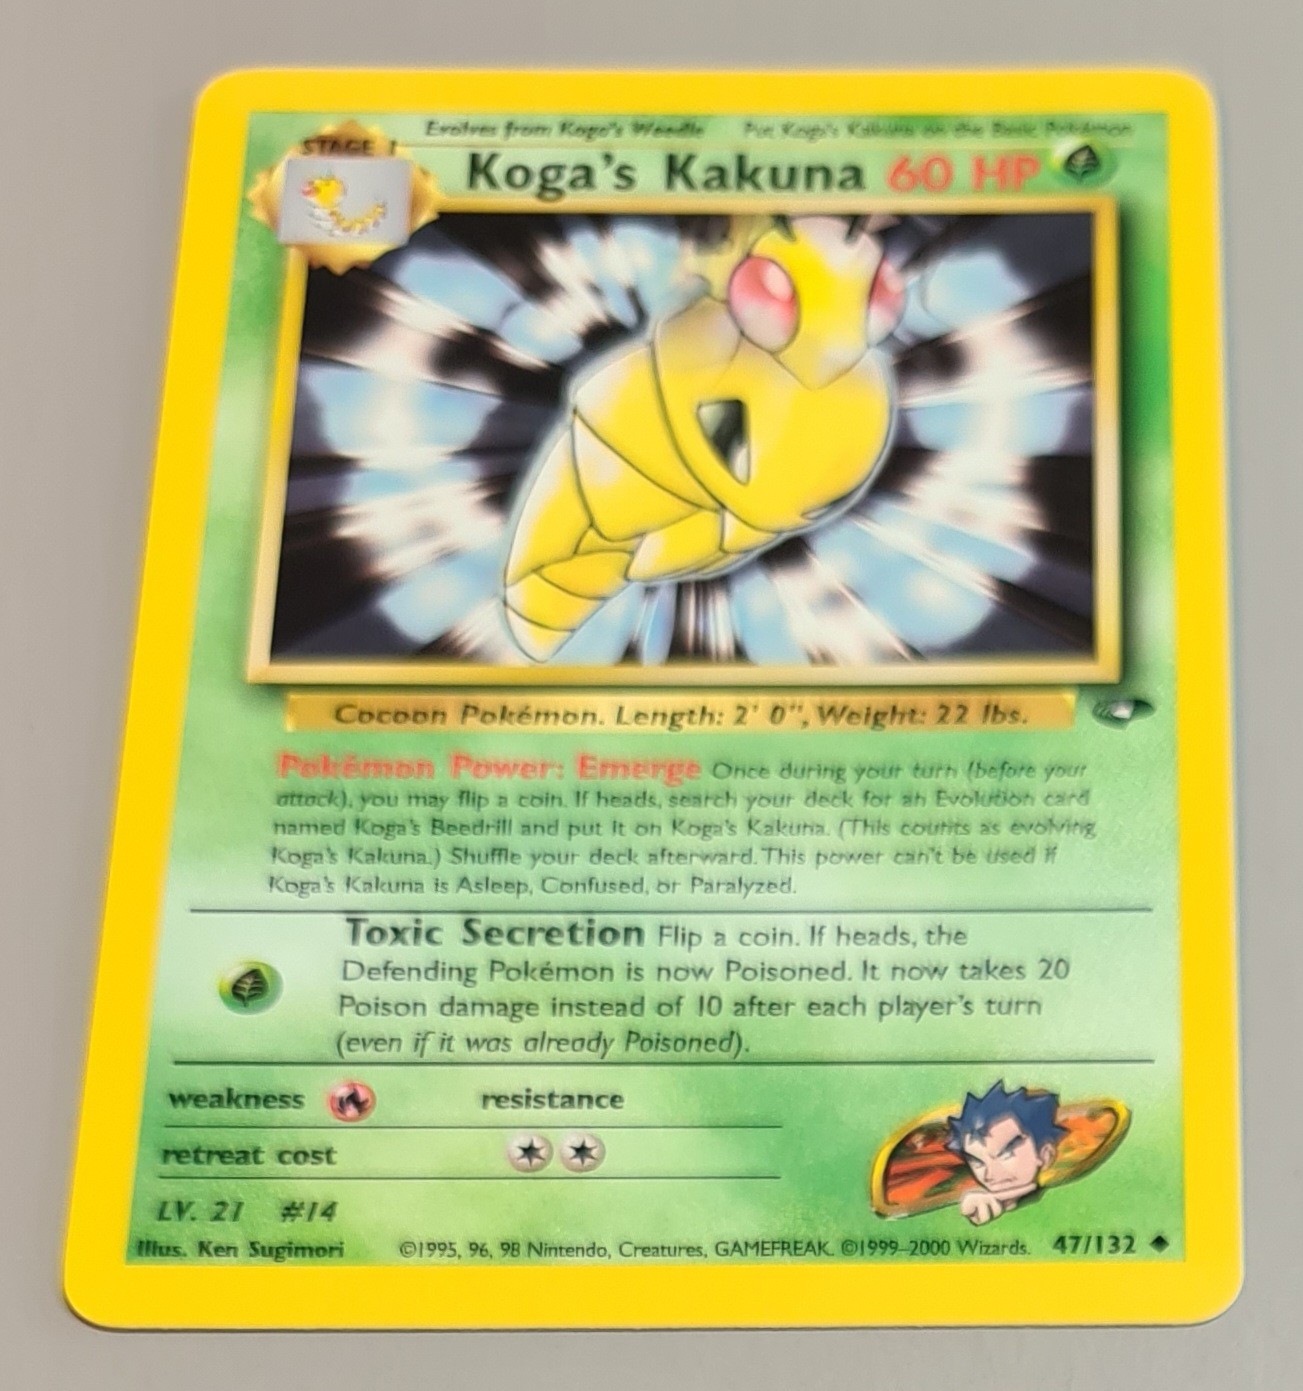 Evolves from Koga's Weedle Put Koga's Kakuna on the Basic Pokémon
STAGE 1
Koga's Kakuna 60 HP
Cocoon Pokémon. Length: 2' 0", Weight: 22 lbs.
Pokémon Power: Emerge Once during your turn (before your
attack), you may flip a coin. If heads, search your deck for an Evolution card
named Koga's Beedrill and put it on Koga's Kakuna. (This counts as evolving
Koga's Kakuna.) Shuffle your deck afterward. This power can't be used if
Koga's Kakuna is Asleep, Confused, or Paralyzed.
Toxic Secretion Flip a coin. If heads, the
Defending Pokémon is now Poisoned. It now takes 20
Poison damage instead of 10 after each player's turn
(even if it was already Poisoned).
weakness resistance
retreat cost
LV. 21 #14
Illus. Ken Sugimori ©1995, 96, 98 Nintendo, Creatures, GAMEFREAK. ©1999-2000 Wizards. 47/132